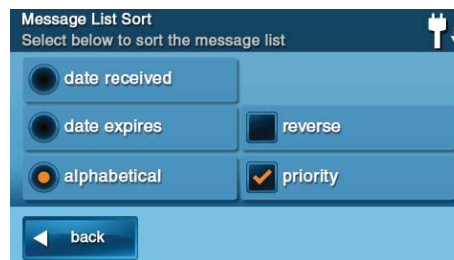 Message List Sort
Select below to sort the message list
date received
date expires
reverse
alphabetical
priority
back